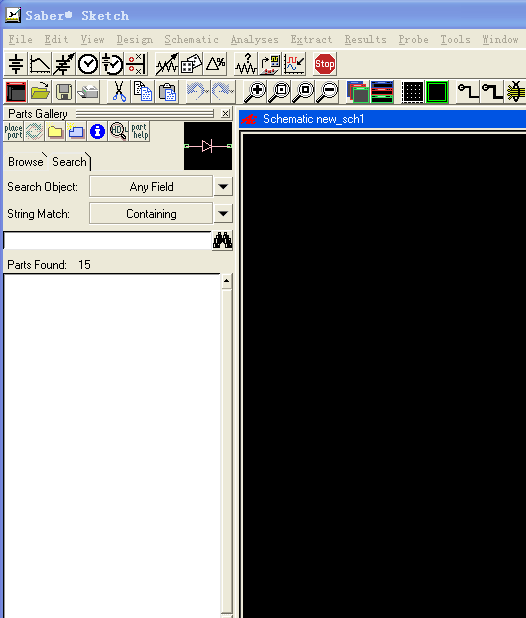 Saber® Sketch
File Edit View Design Schematic Analyses Extract Results Probe Tools Window
Stop
Parts Gallery
Schematic new_sch1
place part
HDL
part help
Browse Search
Search Object: Any Field
String Match: Containing
Parts Found: 15